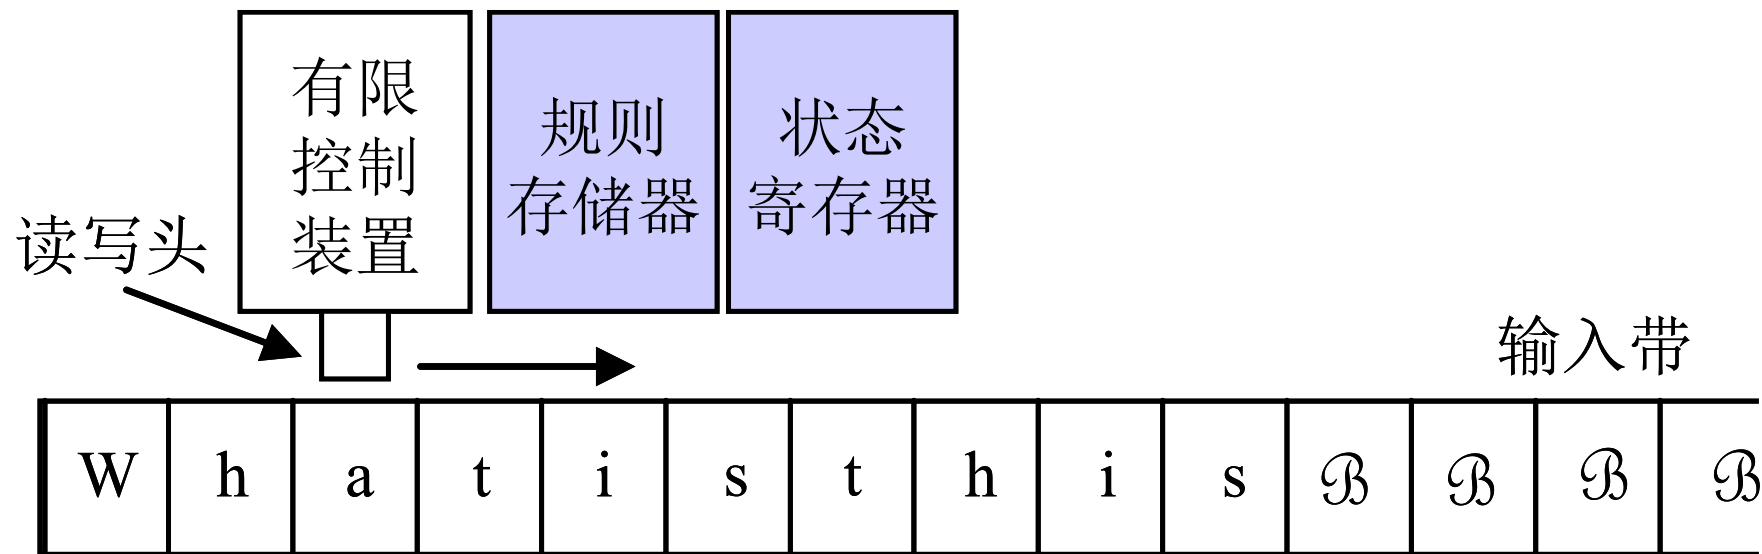 有限
控制
装置
规则
存储器
状态
寄存器
读写头
输入带
W h a t i s t h i s ℬ ℬ ℬ ℬ